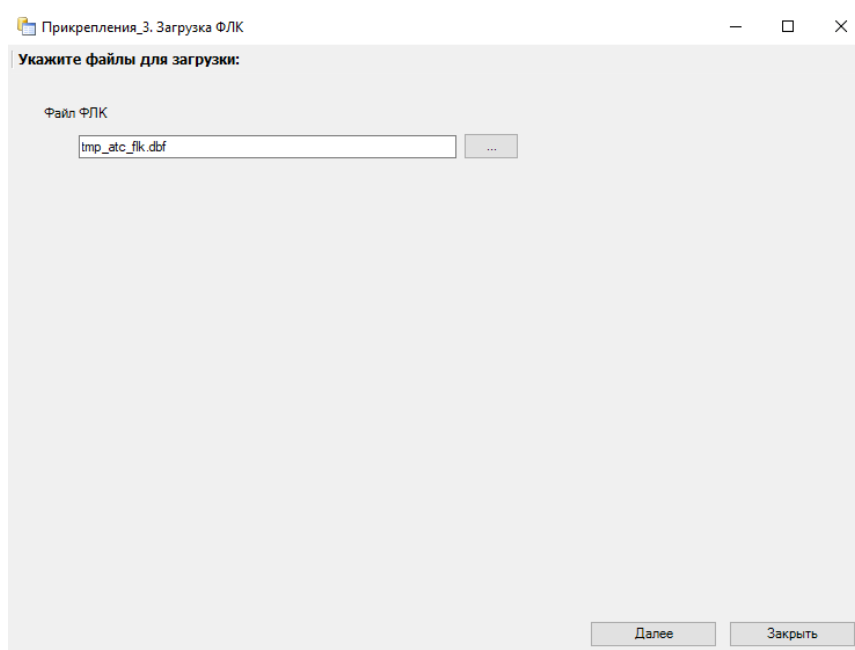 Прикрепления_3. Загрузка ФЛК
Укажите файлы для загрузки:
Файл ФЛК
tmp_atc_flk.dbf
...
Далее
Закрыть